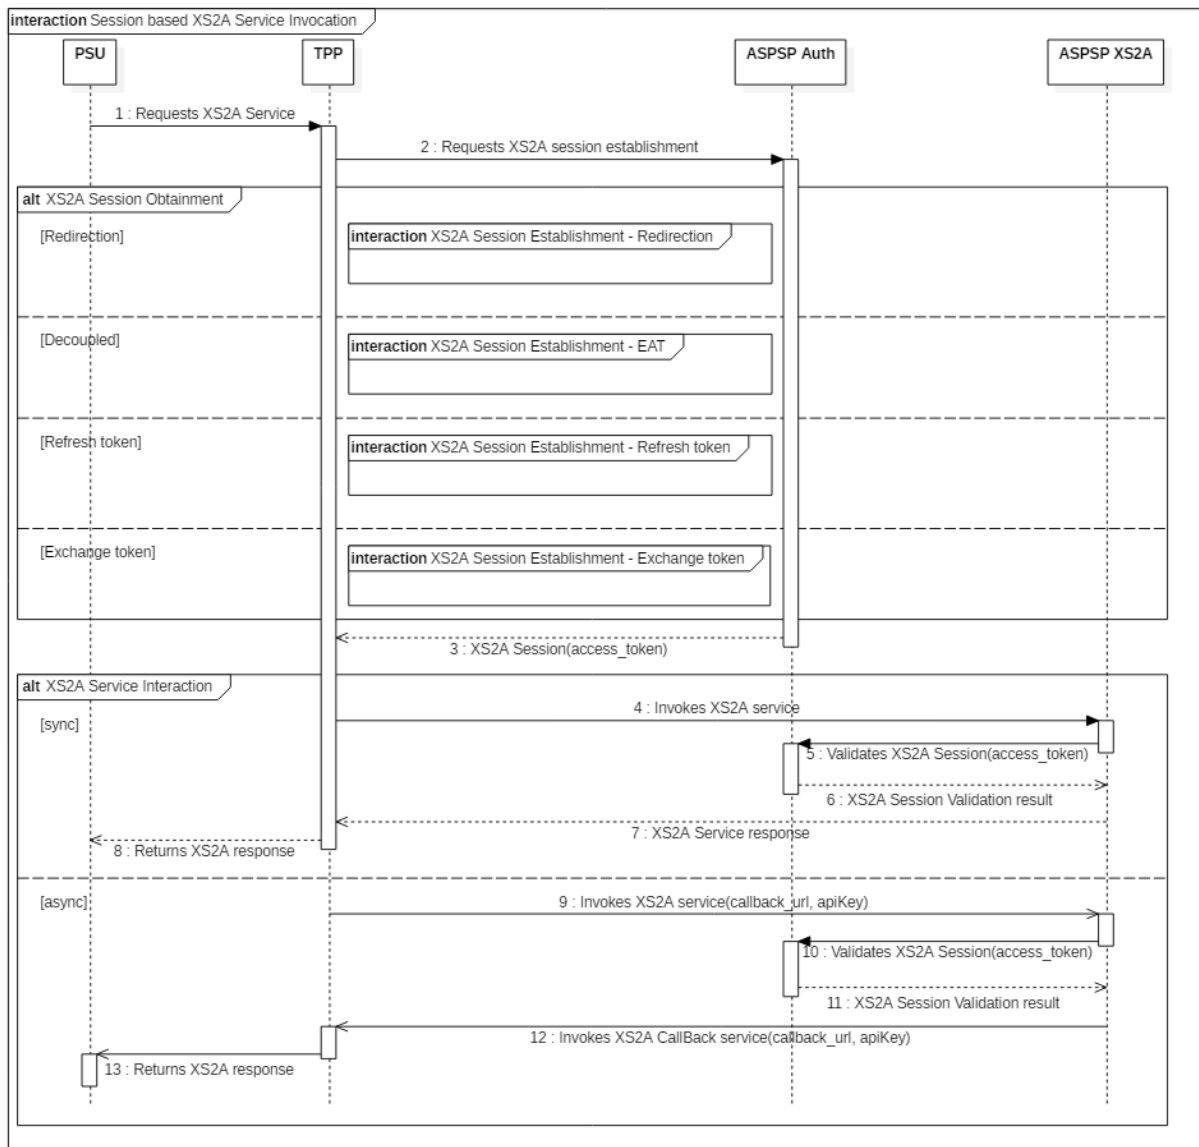 interaction Session based XS2A Service Invocation
PSU
TPP
ASPSP Auth
ASPSP XS2A
1 : Requests XS2A Service
2 : Requests XS2A session establishment
alt XS2A Session Obtainment
[Redirection]
interaction XS2A Session Establishment - Redirection
[Decoupled]
interaction XS2A Session Establishment - EAT
[Refresh token]
interaction XS2A Session Establishment - Refresh token
[Exchange token]
interaction XS2A Session Establishment - Exchange token
3 : XS2A Session(access_token)
alt XS2A Service Interaction
4 : Invokes XS2A service
[sync]
5 : Validates XS2A Session(access_token)
6 : XS2A Session Validation result
7 : XS2A Service response
8 : Returns XS2A response
[async]
9 : Invokes XS2A service(callback_url, apiKey)
10 : Validates XS2A Session(access_token)
11 : XS2A Session Validation result
12 : Invokes XS2A CallBack service(callback_url, apiKey)
13 : Returns XS2A response